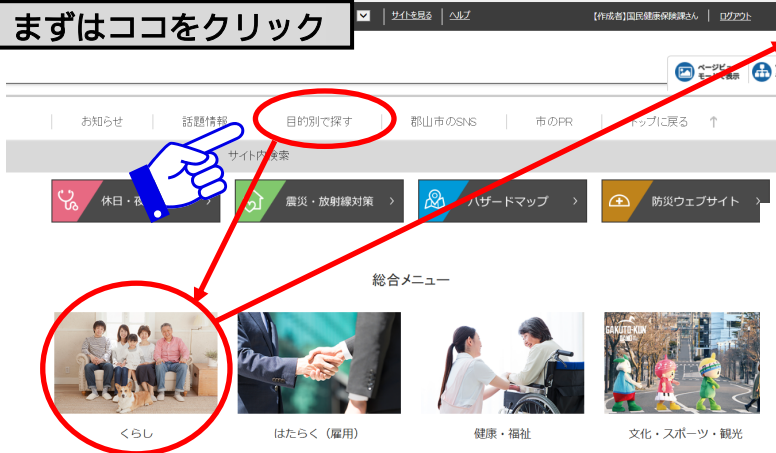 まずはココをクリック
サイトを見る ヘルプ 【作成者】国民健康保険課さん ログアウト
ページビュー
モードで表示
お知らせ 話題情報 目的別で探す 郡山市のSNS 市のPR トップに戻る ↑
サイト内検索
休日・夜 震災・放射線対策 ハザードマップ 防災ウェブサイト
総合メニュー
GAKUTO-KUN
くらし はたらく（雇用） 健康・福祉 文化・スポーツ・観光